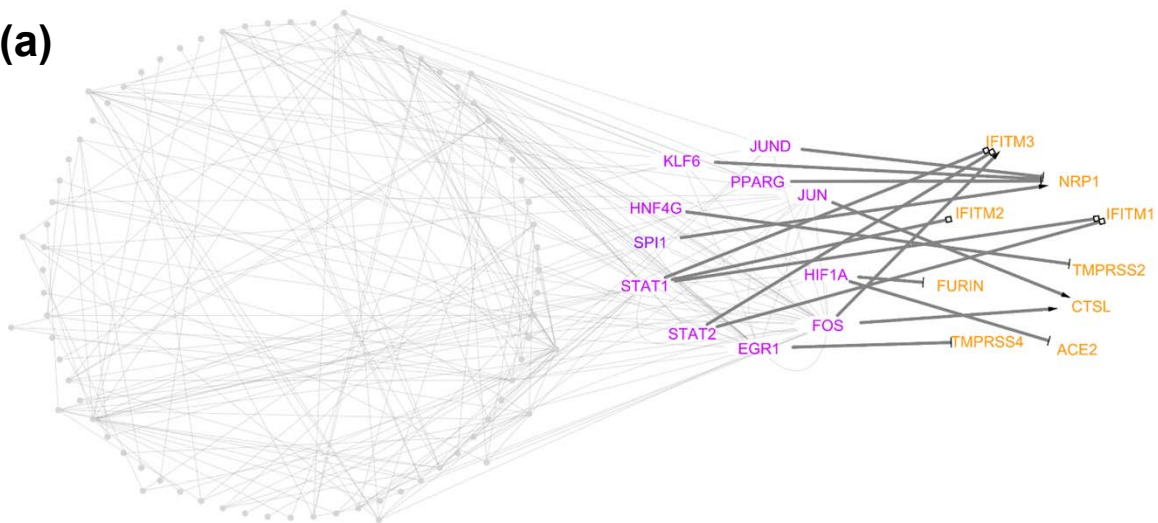 (a)
JUND
IFITM3
KLF6
PPARG
NRP1
JUN
HNF4G
IFITM2
IFITM1
SPI1
HIF1A
TMPRSS2
STAT1
FURIN
CTSL
STAT2
FOS
EGR1
TMPRSS4
ACE2